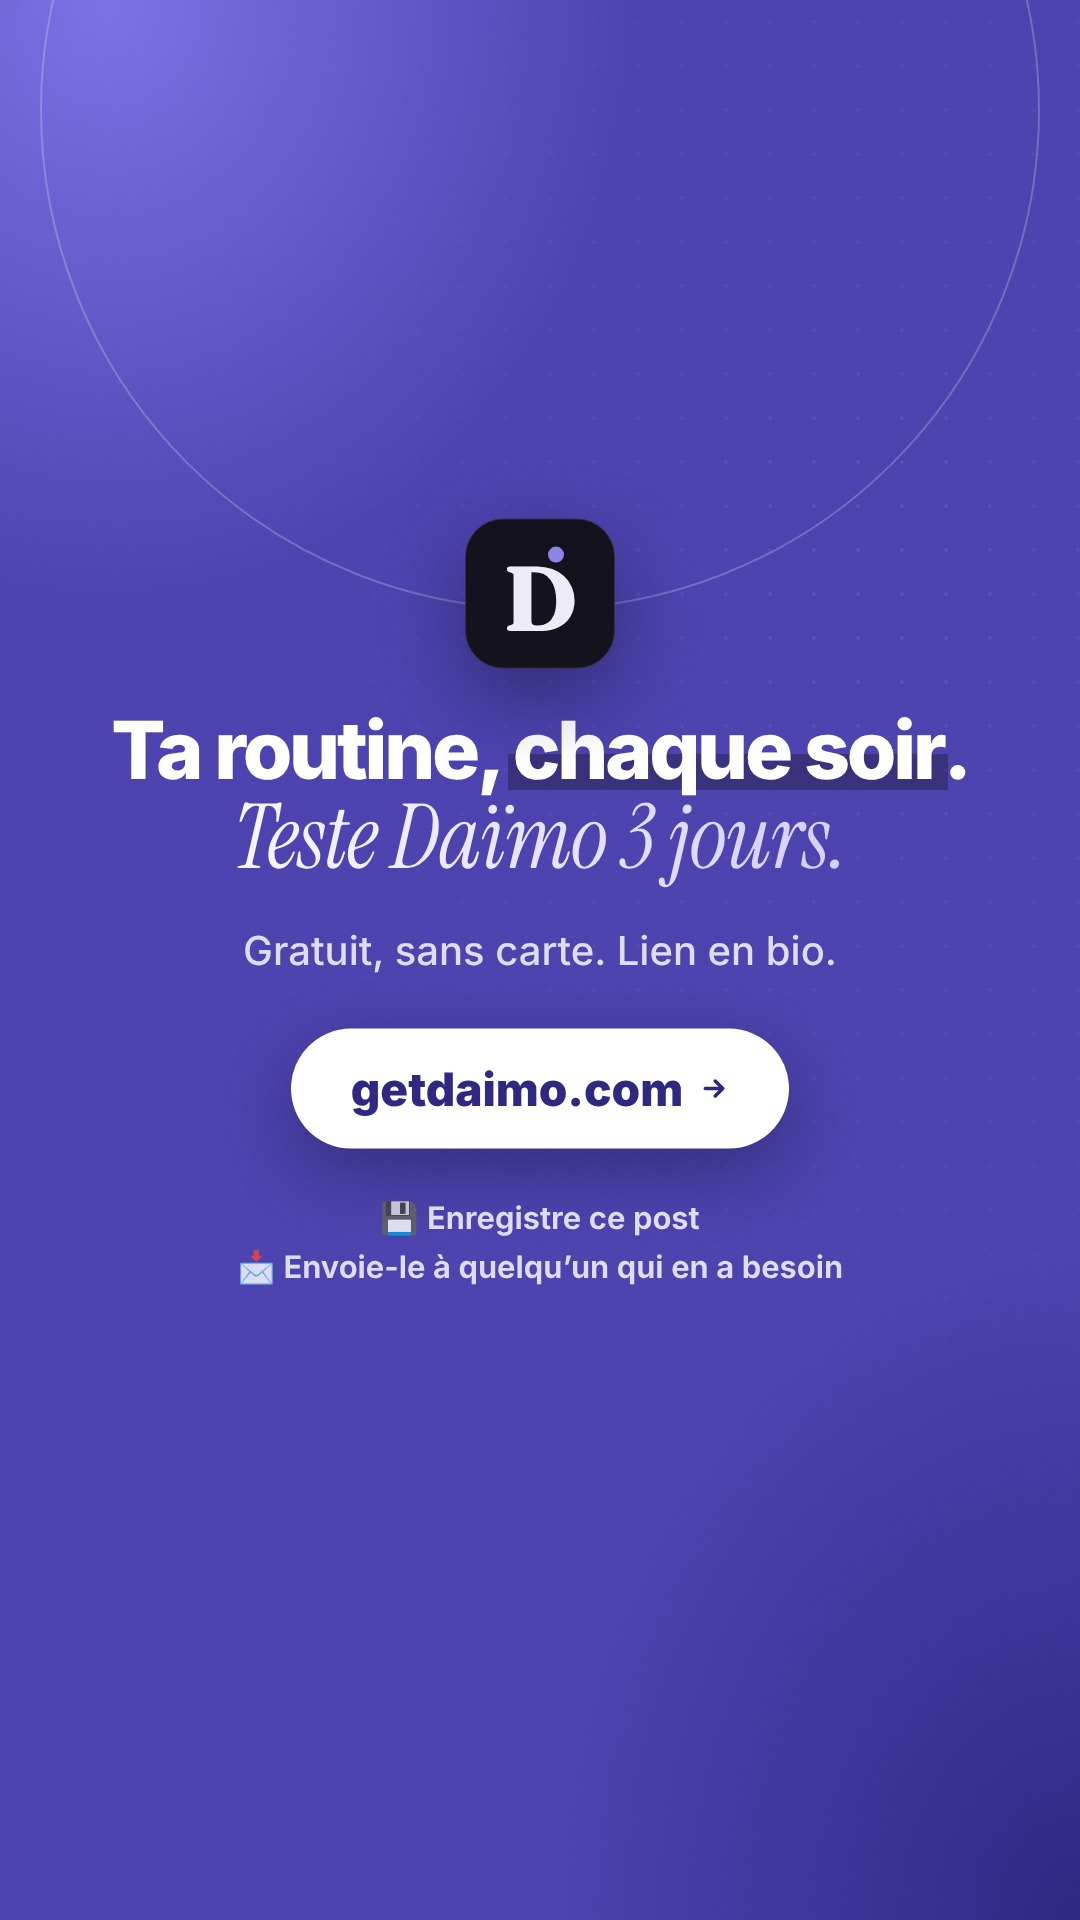 D
Ta routine, chaque soir.
Teste Daïmo 3 jours.
Gratuit, sans carte. Lien en bio.
getdaimo.com →
💾 Enregistre ce post
📩 Envoie-le à quelqu’un qui en a besoin